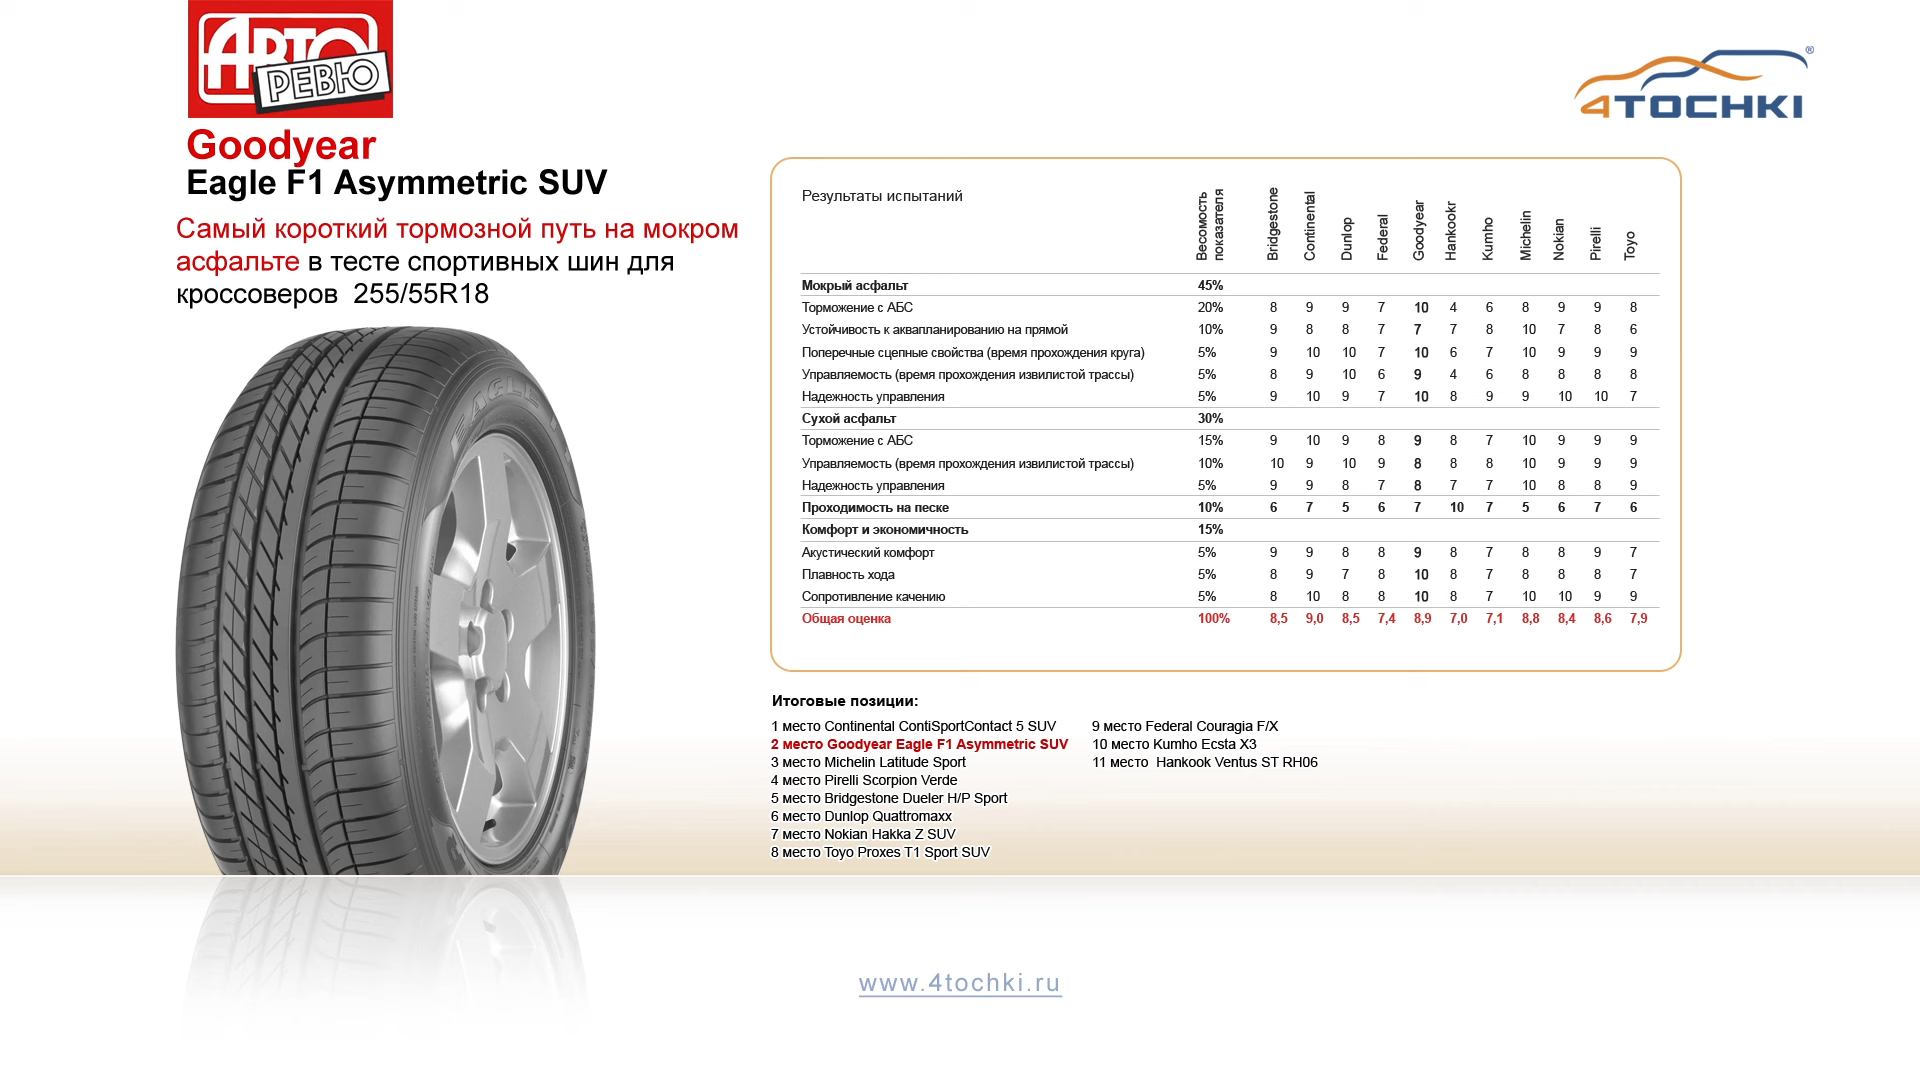 АВТО
РЕВЮ
Goodyear
Eagle F1 Asymmetric SUV
Самый короткий тормозной путь на мокром
асфальте в тесте спортивных шин для
кроссоверов 255/55R18
EAGLE
4TOCHKI®
Результаты испытаний Весомость показателя Bridgestone Continental Dunlop Federal Goodyear Hankookr Kumho Michelin Nokian Pirelli Toyo
Мокрый асфальт 45%
Торможение с АБС 20% 8 9 9 7 10 4 6 8 9 9 8
Устойчивость к аквапланированию на прямой 10% 9 8 8 7 7 7 8 10 7 8 6
Поперечные сцепные свойства (время прохождения круга) 5% 9 10 10 7 10 6 7 10 9 9 9
Управляемость (время прохождения извилистой трассы) 5% 8 9 10 6 9 4 6 8 8 8 8
Надежность управления 5% 9 10 9 7 10 8 9 9 10 10 7
Сухой асфальт 30%
Торможение с АБС 15% 9 10 9 8 9 8 7 10 9 9 9
Управляемость (время прохождения извилистой трассы) 10% 10 9 10 9 8 8 8 10 9 9 9
Надежность управления 5% 9 9 8 7 8 7 7 10 8 8 9
Проходимость на песке 10% 6 7 5 6 7 10 7 5 6 7 6
Комфорт и экономичность 15%
Акустический комфорт 5% 9 9 8 8 9 8 7 8 8 9 7
Плавность хода 5% 8 9 7 8 10 8 7 8 8 8 7
Сопротивление качению 5% 8 10 8 8 10 8 7 10 10 9 9
Общая оценка 100% 8,5 9,0 8,5 7,4 8,9 7,0 7,1 8,8 8,4 8,6 7,9
Итоговые позиции:
1 место Continental ContiSportContact 5 SUV
2 место Goodyear Eagle F1 Asymmetric SUV
3 место Michelin Latitude Sport
4 место Pirelli Scorpion Verde
5 место Bridgestone Dueler H/P Sport
6 место Dunlop Quattromaxx
7 место Nokian Hakka Z SUV
8 место Toyo Proxes T1 Sport SUV
9 место Federal Couragia F/X
10 место Kumho Ecsta X3
11 место Hankook Ventus ST RH06
www.4tochki.ru